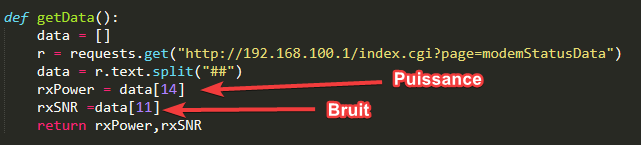 def getData():
data = []
r = requests.get("http://192.168.100.1/index.cgi?page=modemStatusData")
data = r.text.split("##")
rxPower = data[14]
Puissance
rxSNR =data[11]
Bruit
return rxPower,rxSNR